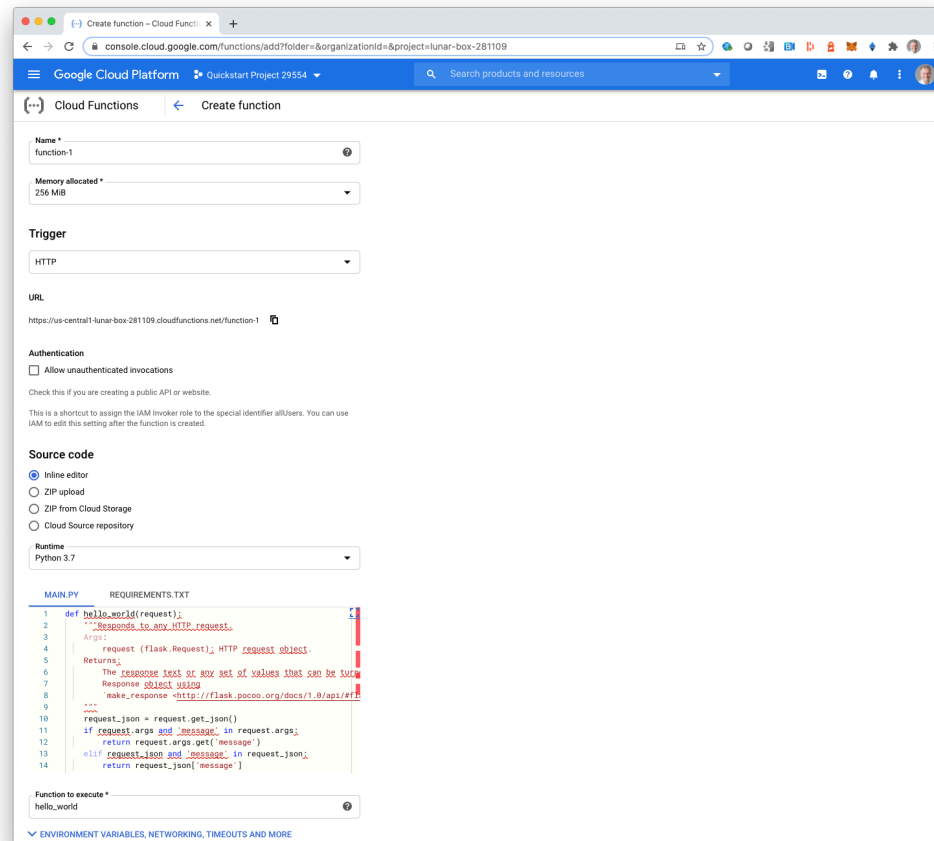 Create function – Cloud Functic
console.cloud.google.com/functions/add?folder=&organizationId=&project=lunar-box-281109
Google Cloud Platform
Quickstart Project 29554
Search products and resources
Cloud Functions
Create function
Name *
function-1
Memory allocated *
256 MiB
Trigger
HTTP
URL
https://us-central1-lunar-box-281109.cloudfunctions.net/function-1
Authentication
Allow unauthenticated invocations
Check this if you are creating a public API or website.
This is a shortcut to assign the IAM Invoker role to the special identifier allUsers. You can use
IAM to edit this setting after the function is created.
Source code
Inline editor
ZIP upload
ZIP from Cloud Storage
Cloud Source repository
Runtime
Python 3.7
MAIN.PY
REQUIREMENTS.TXT
1 def hello_world(request):
2 """Responds to any HTTP request.
3 Args:
4 request (flask.Request): HTTP request object.
5 Returns:
6 The response text or any set of values that can be turn
7 Response object using
8 `make_response <http://flask.pocoo.org/docs/1.0/api/#fl
9 """
10 request_json = request.get_json()
11 if request.args and 'message' in request.args:
12 return request.args.get('message')
13 elif request_json and 'message' in request_json:
14 return request_json['message']
Function to execute *
hello_world
ENVIRONMENT VARIABLES, NETWORKING, TIMEOUTS AND MORE